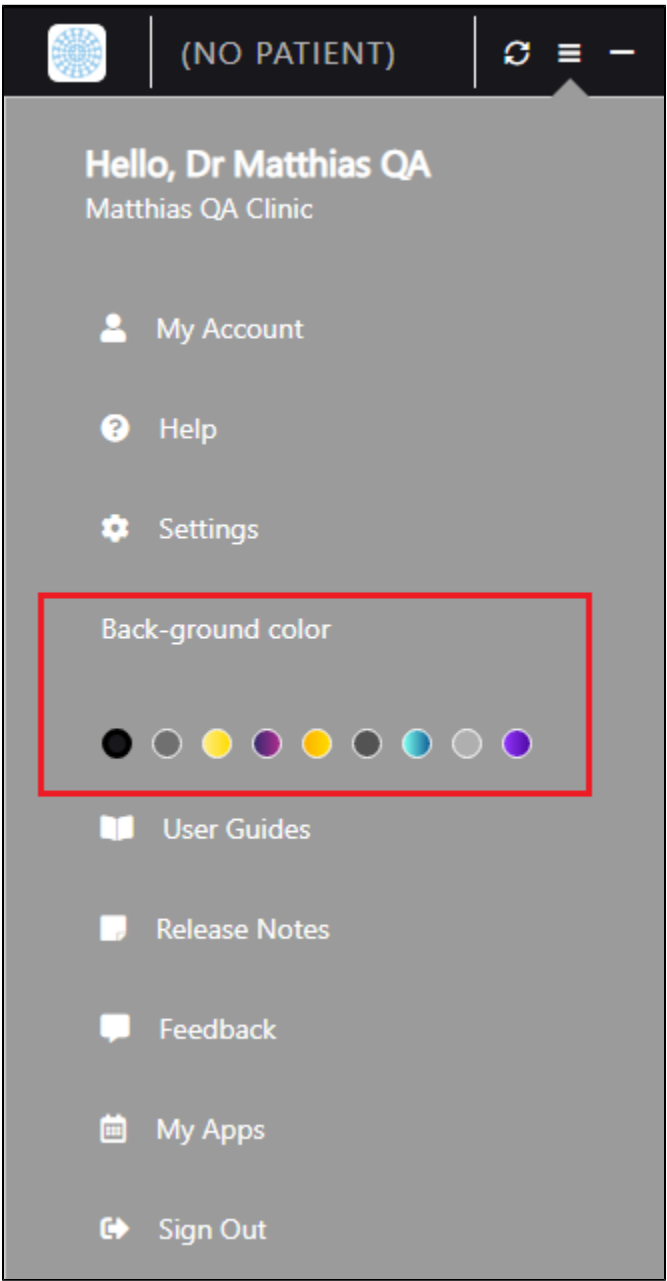 (NO PATIENT)
Hello, Dr Matthias QA
Matthias QA Clinic
My Account
Help
Settings
Back-ground color
User Guides
Release Notes
Feedback
My Apps
Sign Out